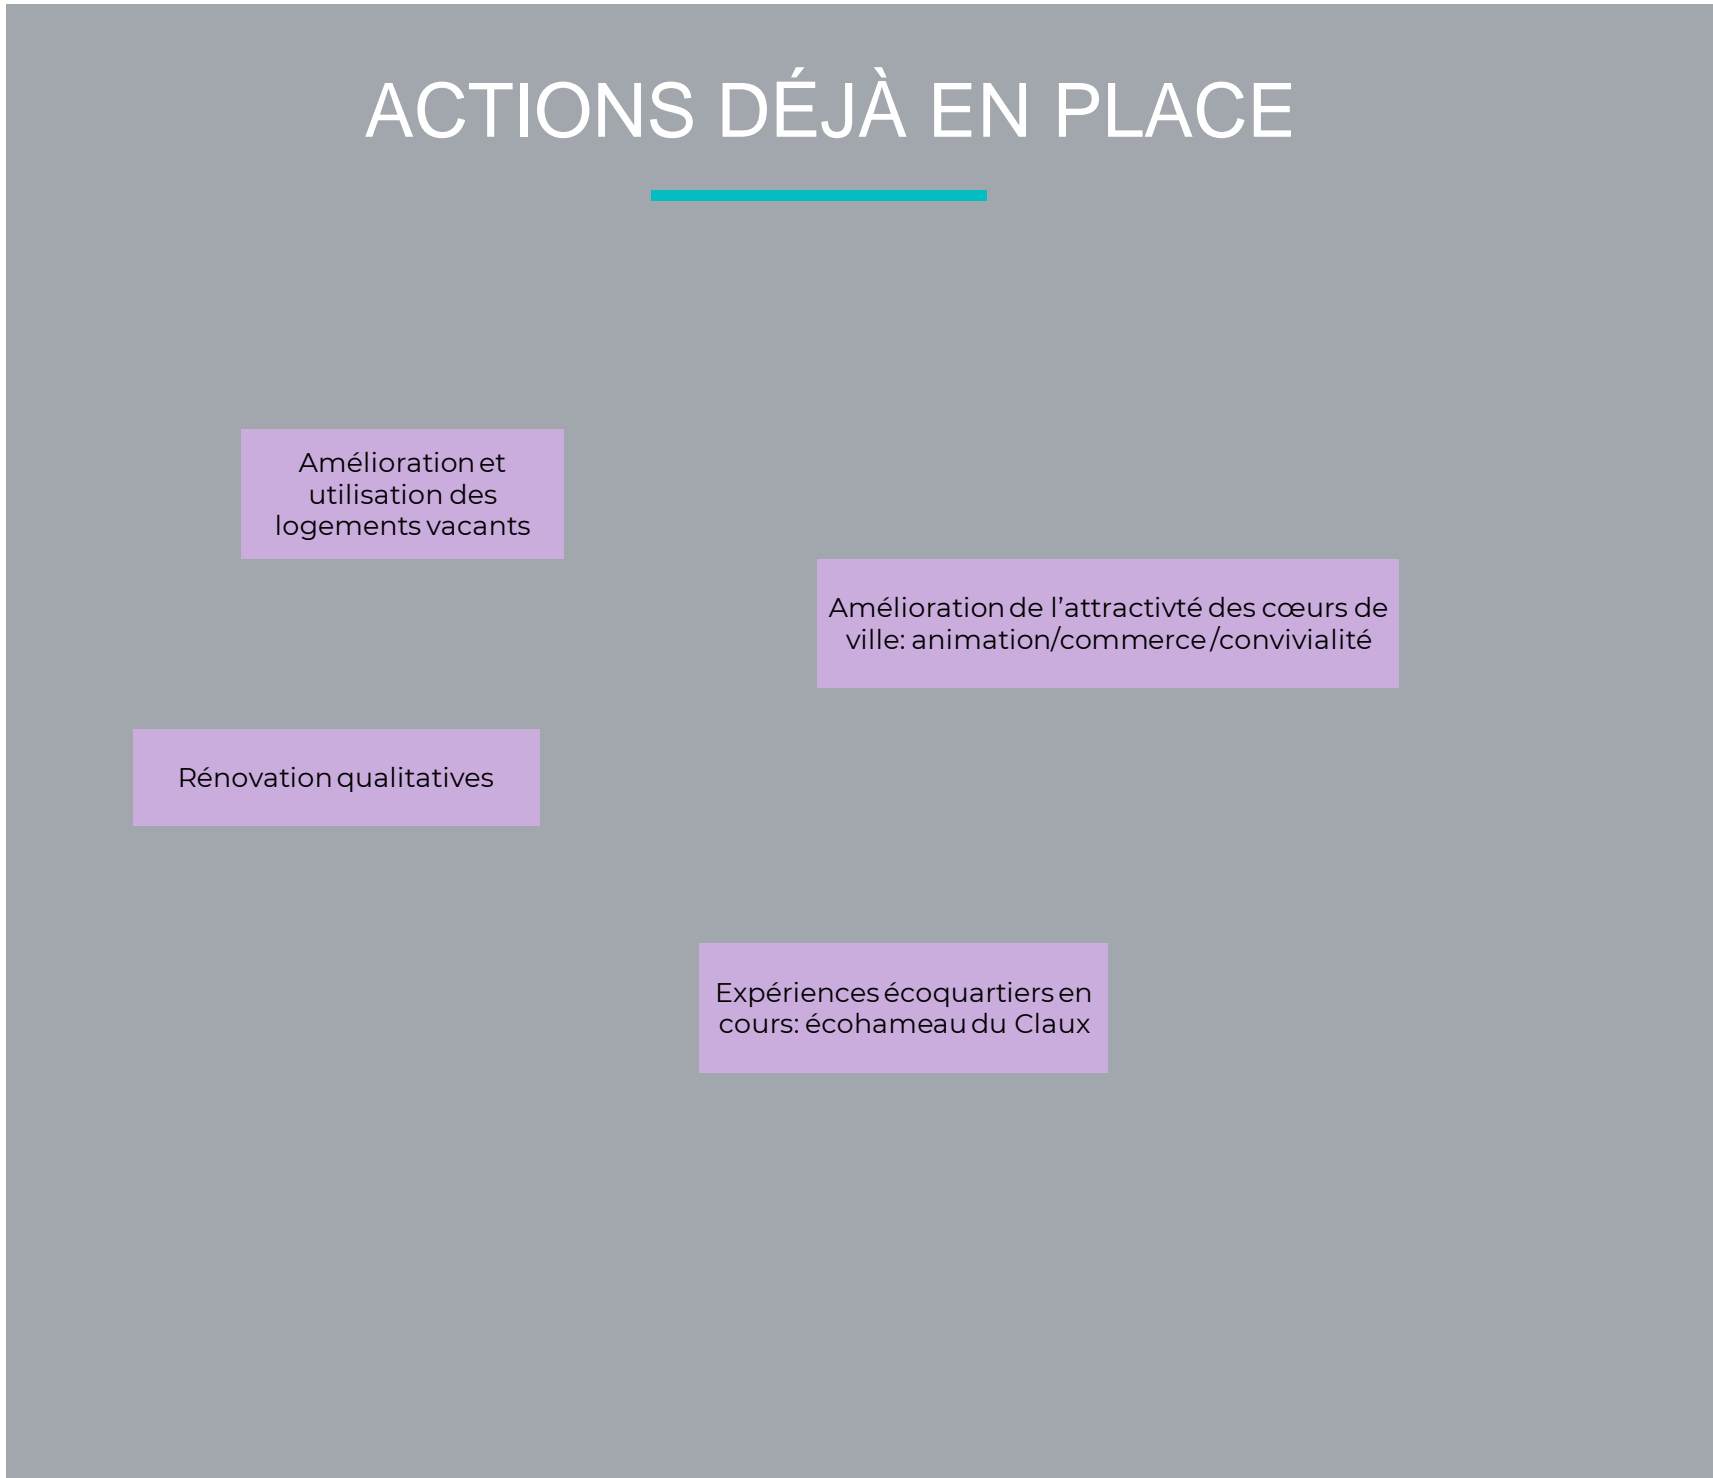 ACTIONS DÉJÀ EN PLACE
Amélioration et
utilisation des
logements vacants
Amélioration de l’attractivté des cœurs de
ville: animation/commerce /convivialité
Rénovation qualitatives
Expériences écoquartiers en
cours: écohameau du Claux